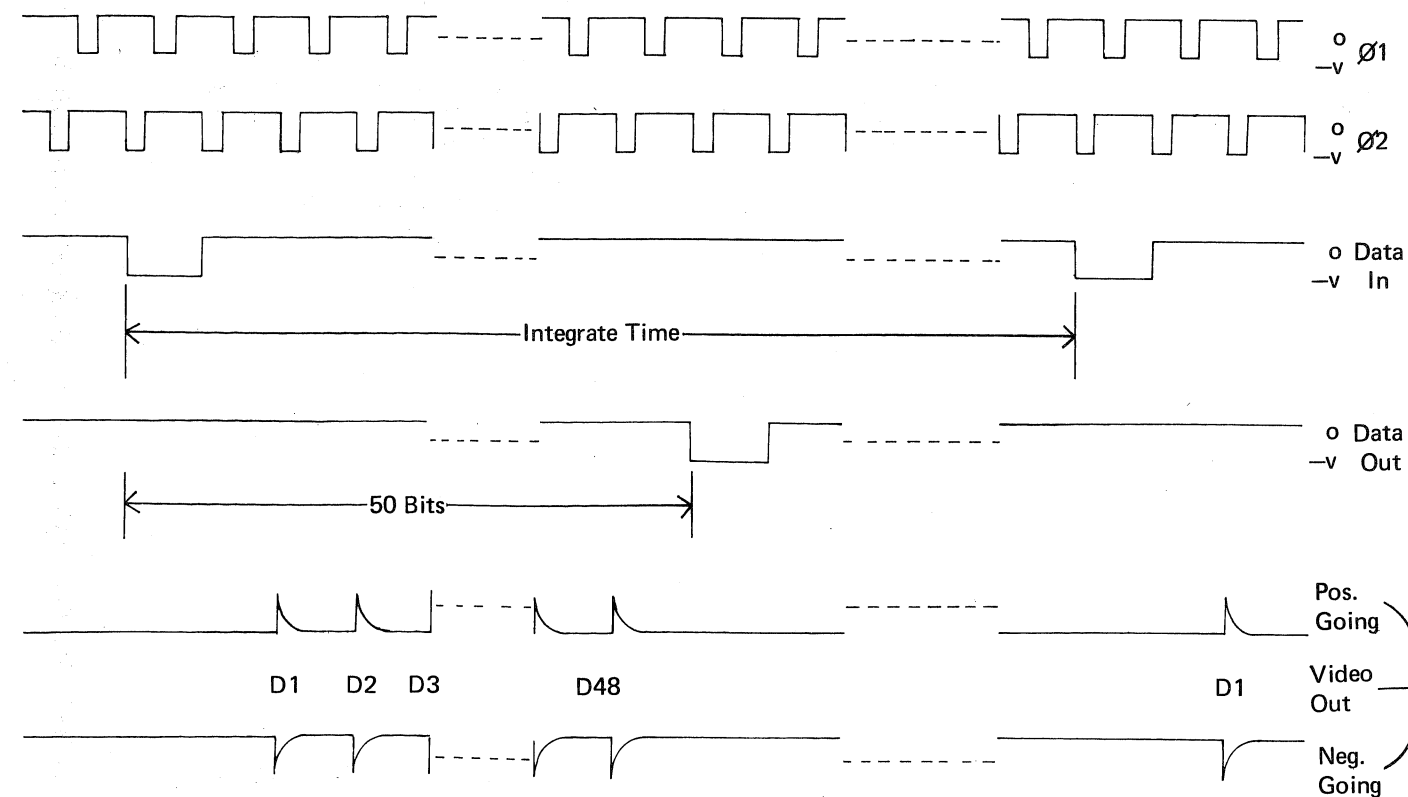 o
–v Ø1
o
–v Ø2
o Data
–v In
Integrate Time
o Data
–v Out
50 Bits
Pos.
Going
D1 D2 D3 D48 D1
Video
Out
Neg.
Going